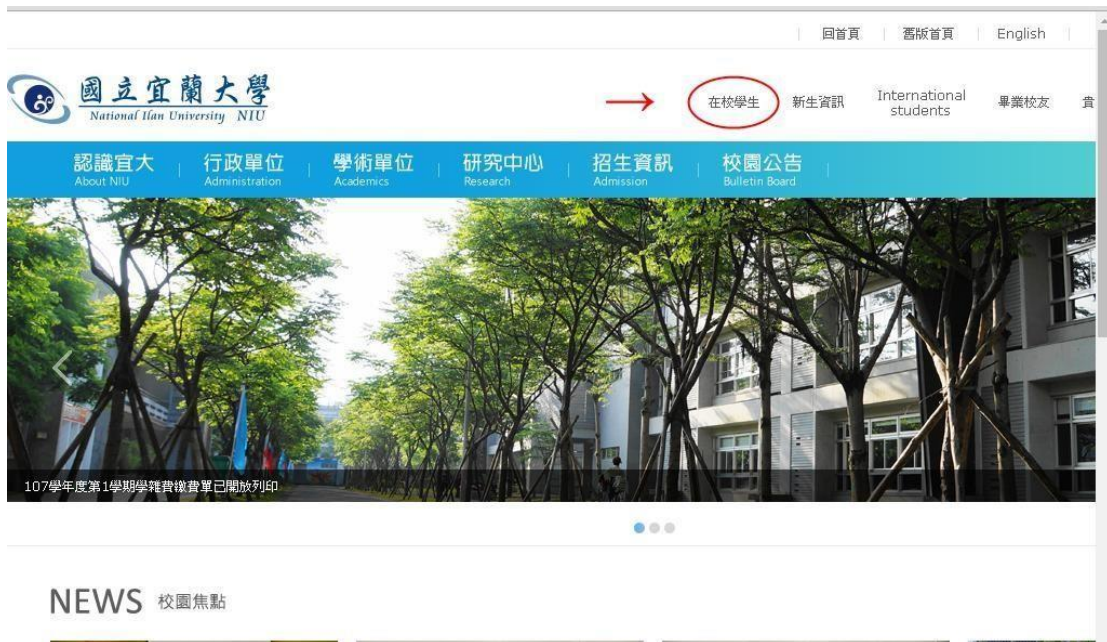 回首頁 舊版首頁 English
國立宜蘭大學
National Ilan University NIU
在校學生 新生資訊 International students 畢業校友 貴
認識宜大 行政單位 學術單位 研究中心 招生資訊 校園公告
About NIU Administration Academics Research Admission Bulletin Board
107學年度第1學期學雜費繳費單已開放列印
NEWS 校園焦點